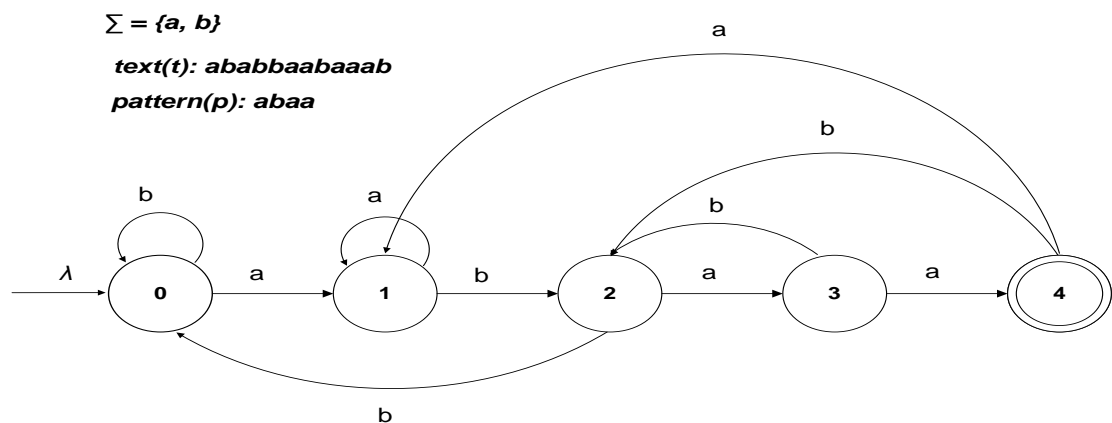 ∑ = {a, b}
text(t): ababbaabaaab
pattern(p): abaa
a
b
b
a
b
λ
a
b
a
a
0
1
2
3
4
b